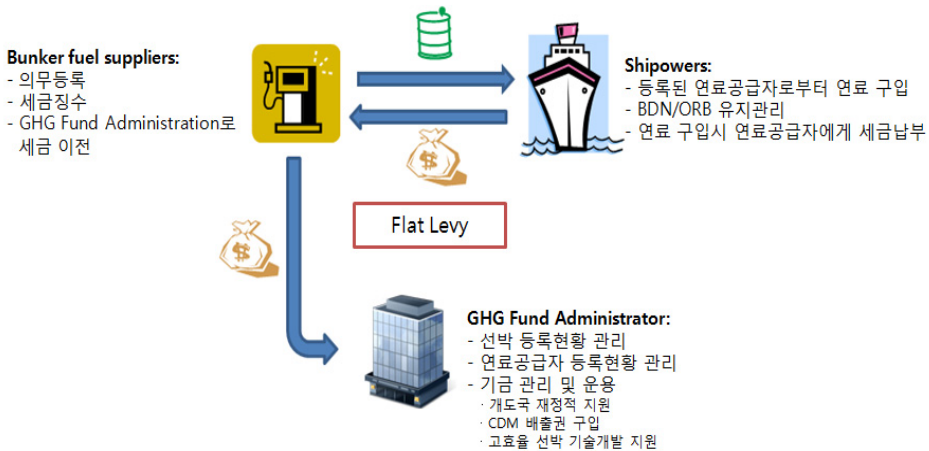 Bunker fuel suppliers:
- 의무등록
- 세금징수
- GHG Fund Administration로
세금 이전
Shipowers:
- 등록된 연료공급자로부터 연료 구입
- BDN/ORB 유지관리
- 연료 구입시 연료공급자에게 세금납부
$
Flat Levy
$
GHG Fund Administrator:
- 선박 등록현황 관리
- 연료공급자 등록현황 관리
- 기금 관리 및 운용
· 개도국 재정적 지원
· CDM 배출권 구입
· 고효율 선박 기술개발 지원